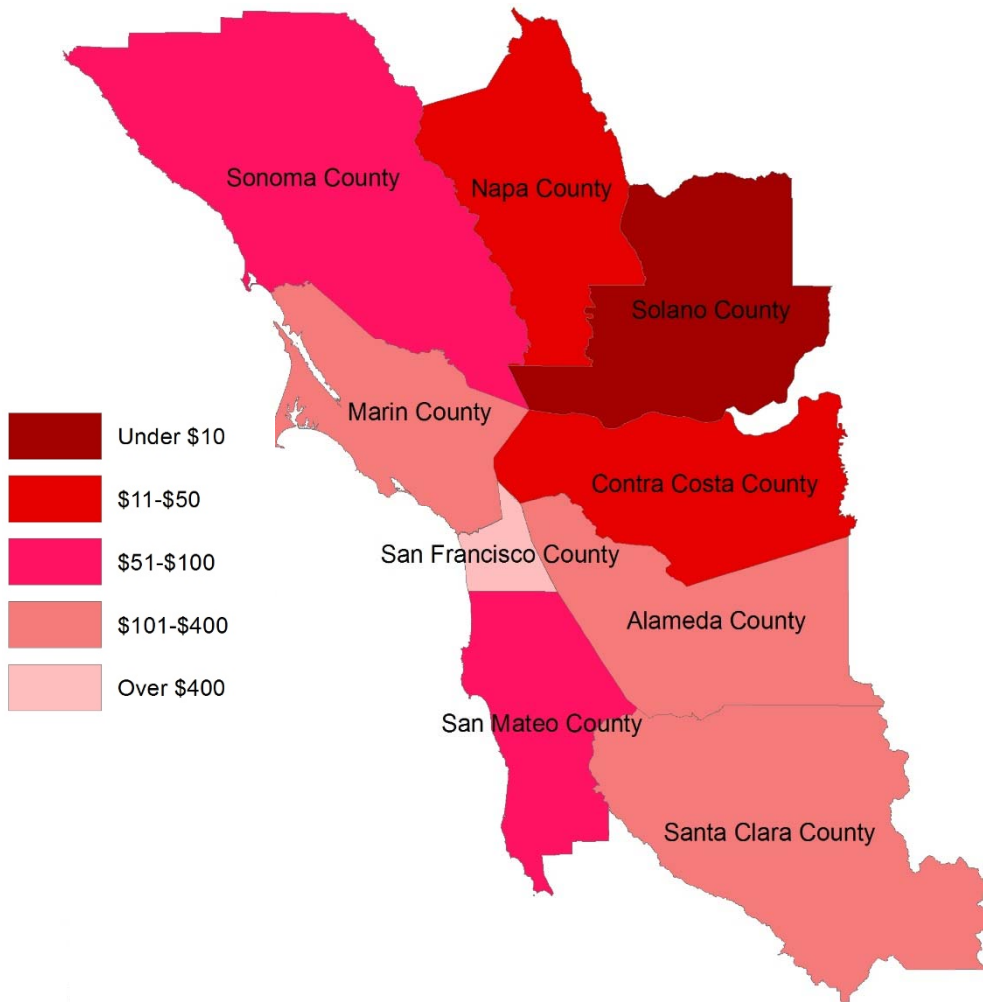 Sonoma County
Napa County
Solano County
Marin County
Contra Costa County
San Francisco County
Alameda County
San Mateo County
Santa Clara County
Under $10
$11-$50
$51-$100
$101-$400
Over $400